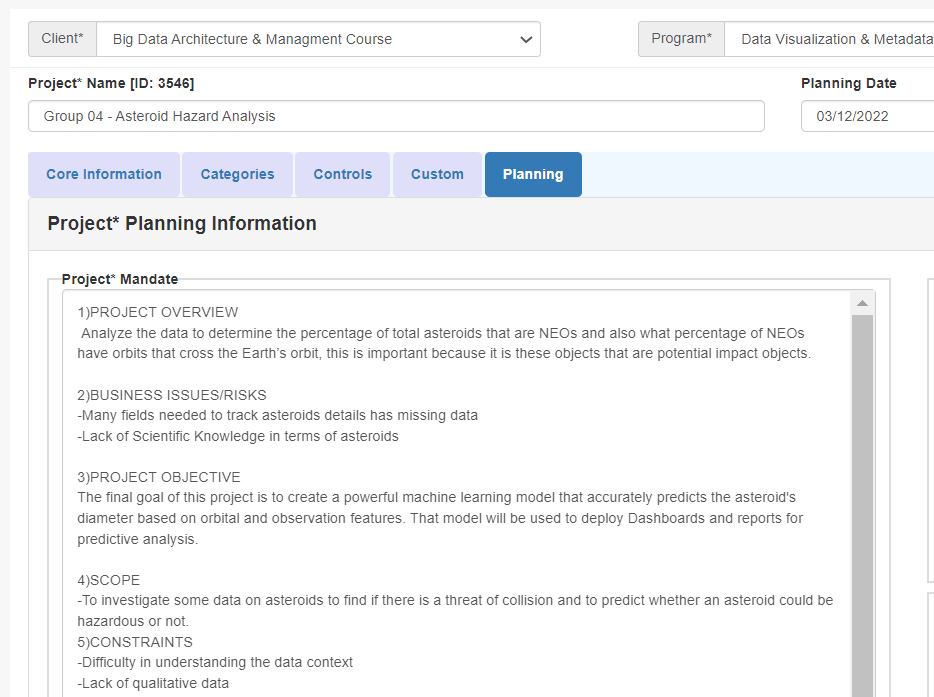 Client* Big Data Architecture & Managment Course Program* Data Visualization & Metadata
Project* Name [ID: 3546] Planning Date
Group 04 - Asteroid Hazard Analysis 03/12/2022
Core Information Categories Controls Custom Planning
Project* Planning Information
Project* Mandate
1)PROJECT OVERVIEW
Analyze the data to determine the percentage of total asteroids that are NEOs and also what percentage of NEOs
have orbits that cross the Earth's orbit, this is important because it is these objects that are potential impact objects.
2)BUSINESS ISSUES/RISKS
-Many fields needed to track asteroids details has missing data
-Lack of Scientific Knowledge in terms of asteroids
3)PROJECT OBJECTIVE
The final goal of this project is to create a powerful machine learning model that accurately predicts the asteroid's
diameter based on orbital and observation features. That model will be used to deploy Dashboards and reports for
predictive analysis.
4)SCOPE
-To investigate some data on asteroids to find if there is a threat of collision and to predict whether an asteroid could be
hazardous or not.
5)CONSTRAINTS
-Difficulty in understanding the data context
-Lack of qualitative data